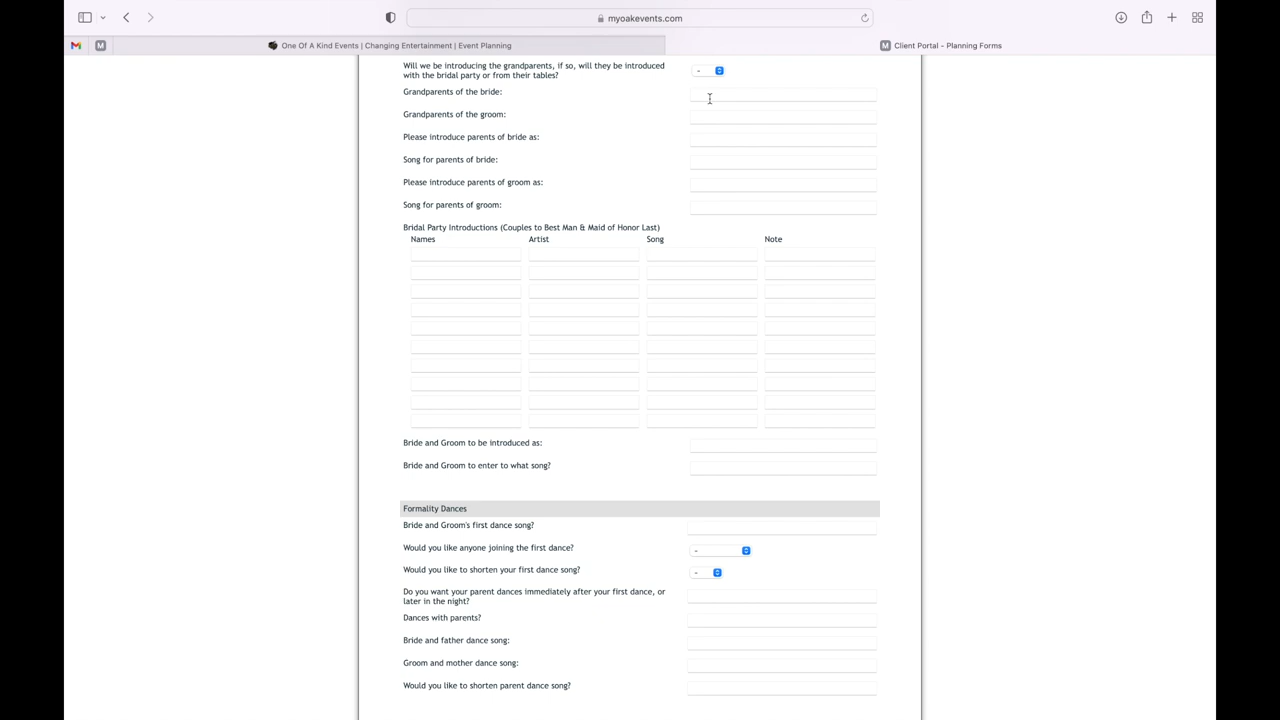 myoakevents.com
M
One Of A Kind Events | Changing Entertainment | Event Planning
M Client Portal - Planning Forms
Will we be introducing the grandparents, if so, will they be introduced
with the bridal party or from their tables?
-
Grandparents of the bride:
Grandparents of the groom:
Please introduce parents of bride as:
Song for parents of bride:
Please introduce parents of groom as:
Song for parents of groom:
Bridal Party Introductions (Couples to Best Man & Maid of Honor Last)
Names Artist Song Note
Bride and Groom to be introduced as:
Bride and Groom to enter to what song?
Formality Dances
Bride and Groom's first dance song?
Would you like anyone joining the first dance? -
Would you like to shorten your first dance song? -
Do you want your parent dances immediately after your first dance, or
later in the night?
Dances with parents?
Bride and father dance song:
Groom and mother dance song:
Would you like to shorten parent dance song?